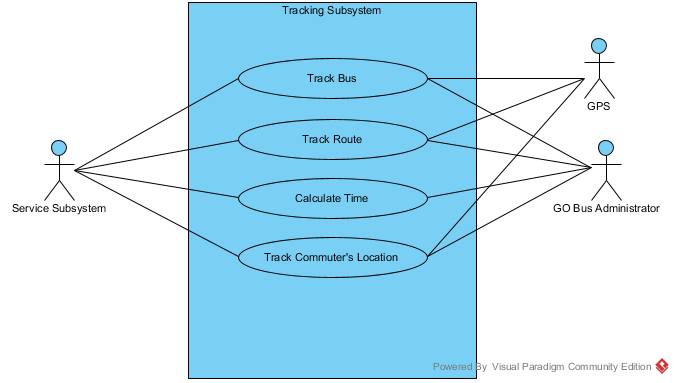 Tracking Subsystem
Track Bus
GPS
Track Route
Service Subsystem
Calculate Time
GO Bus Administrator
Track Commuter's Location
Powered By Visual Paradigm Community Edition